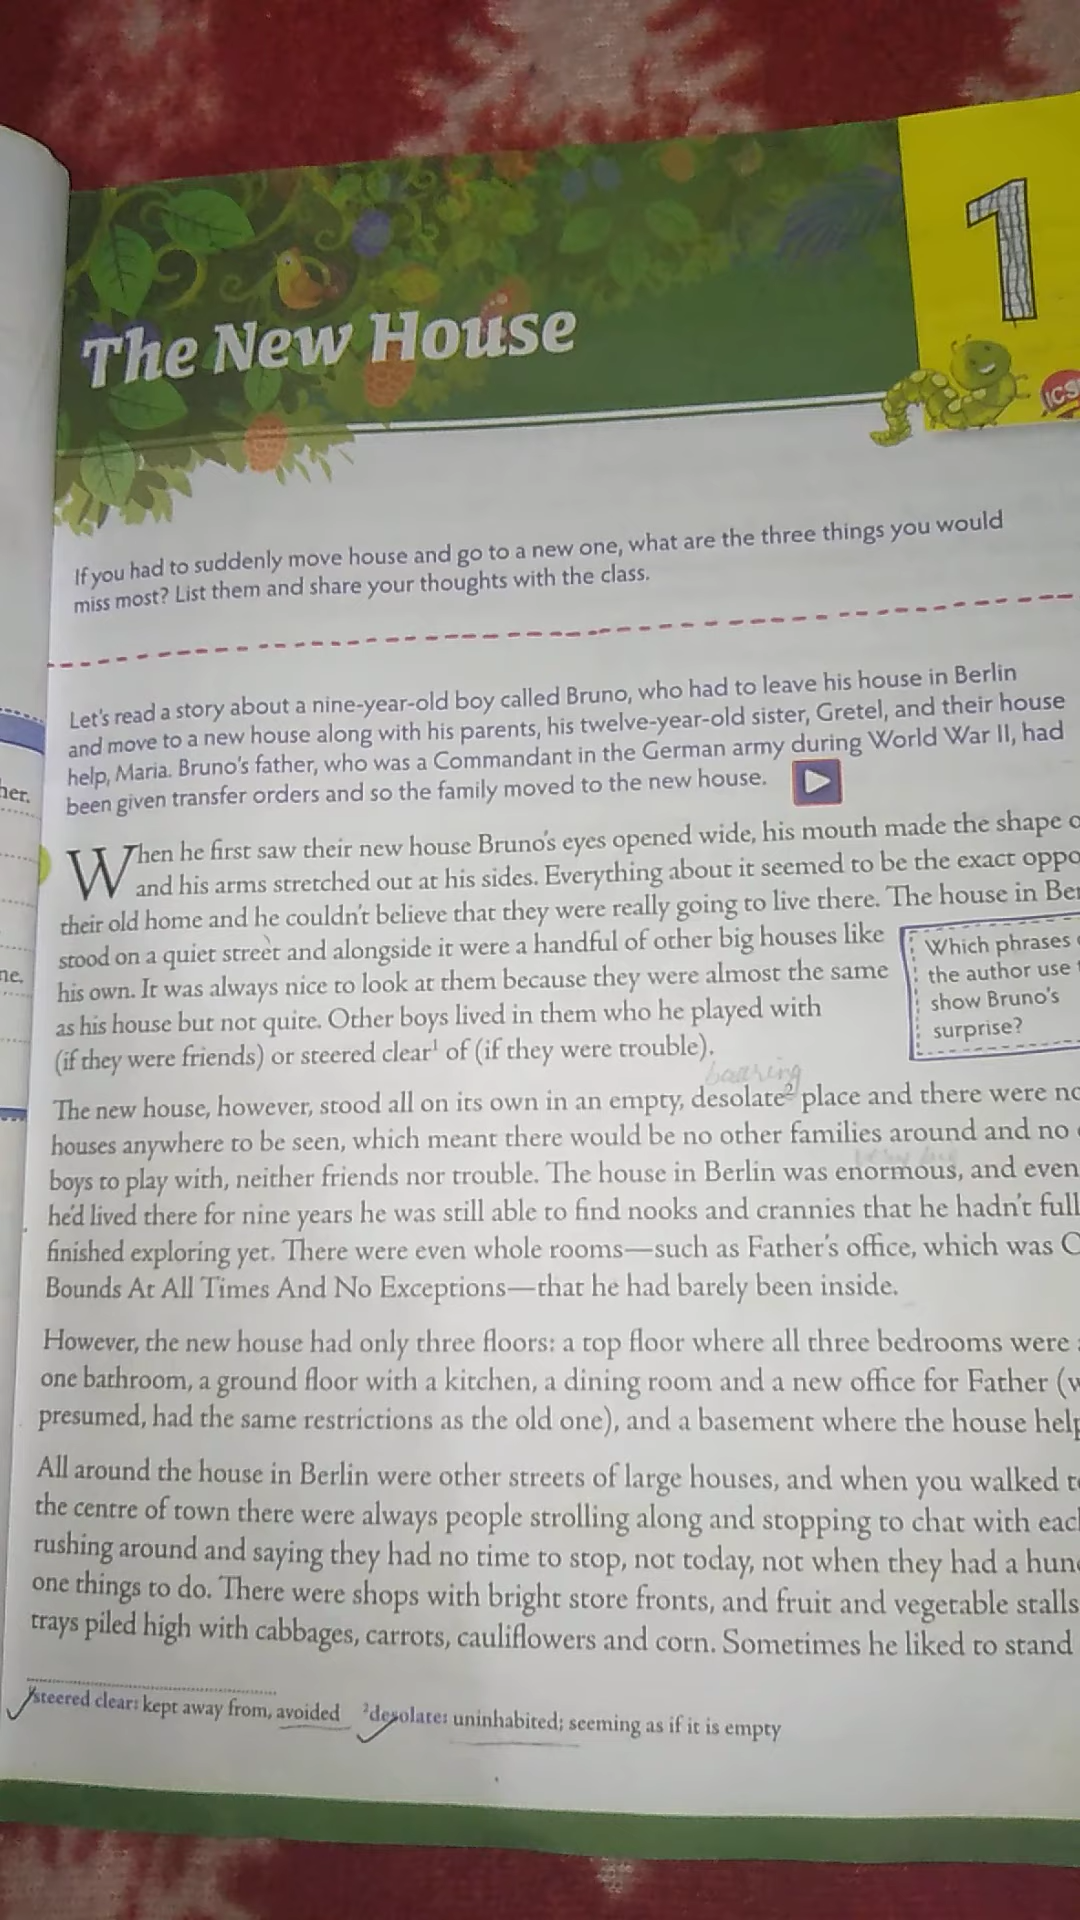 The New House
1
ICS
If you had to suddenly move house and go to a new one, what are the three things you would
miss most? List them and share your thoughts with the class.
Let's read a story about a nine-year-old boy called Bruno, who had to leave his house in Berlin
and move to a new house along with his parents, his twelve-year-old sister, Gretel, and their house
help, Maria. Bruno's father, who was a Commandant in the German army during World War II, had
been given transfer orders and so the family moved to the new house.
her.
When he first saw their new house Bruno's eyes opened wide, his mouth made the shape
and his arms stretched out at his sides. Everything about it seemed to be the exact oppo
their old home and he couldn't believe that they were really going to live there. The house in Ber
stood on a quiet street and alongside it were a handful of other big houses like
his own. It was always nice to look at them because they were almost the same
as his house but not quite. Other boys lived in them who he played with
(if they were friends) or steered clear¹ of (if they were trouble).
Which phrases
the author use
show Bruno's
surprise?
ne.
The new house, however, stood all on its own in an empty, desolate² place and there were no
houses anywhere to be seen, which meant there would be no other families around and no
boys to play with, neither friends nor trouble. The house in Berlin was enormous, and even
he'd lived there for nine years he was still able to find nooks and crannies that he hadn't full
finished exploring yet. There were even whole rooms—such as Father's office, which was
Bounds At All Times And No Exceptions—that he had barely been inside.
However, the new house had only three floors: a top floor where all three bedrooms were
one bathroom, a ground floor with a kitchen, a dining room and a new office for Father (w
presumed, had the same restrictions as the old one), and a basement where the house help
All around the house in Berlin were other streets of large houses, and when you walked to
the centre of town there were always people strolling along and stopping to chat with each
rushing around and saying they had no time to stop, not today, not when they had a hund
one things to do. There were shops with bright store fronts, and fruit and vegetable stalls
trays piled high with cabbages, carrots, cauliflowers and corn. Sometimes he liked to stand
¹steered clear: kept away from, avoided ²desolate: uninhabited; seeming as if it is empty